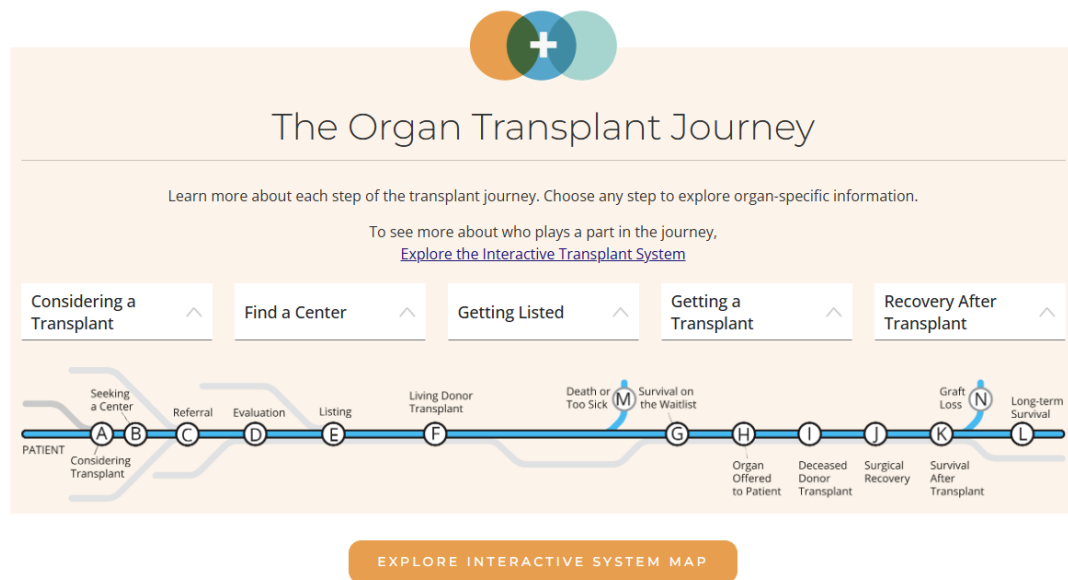 The Organ Transplant Journey
Learn more about each step of the transplant journey. Choose any step to explore organ-specific information.
To see more about who plays a part in the journey,
Explore the Interactive Transplant System
Considering a
Transplant
Find a Center
Getting Listed
Getting a
Transplant
Recovery After
Transplant
PATIENT
A
Considering
Transplant
Seeking
a Center
B
Referral
C
Evaluation
D
Listing
E
Living Donor
Transplant
F
Death or
Too Sick
M
Survival on
the Waitlist
G
H
Organ
Offered
to Patient
I
Deceased
Donor
Transplant
J
Surgical
Recovery
K
Survival
After
Transplant
Graft
Loss
N
Long-term
Survival
L
EXPLORE INTERACTIVE SYSTEM MAP